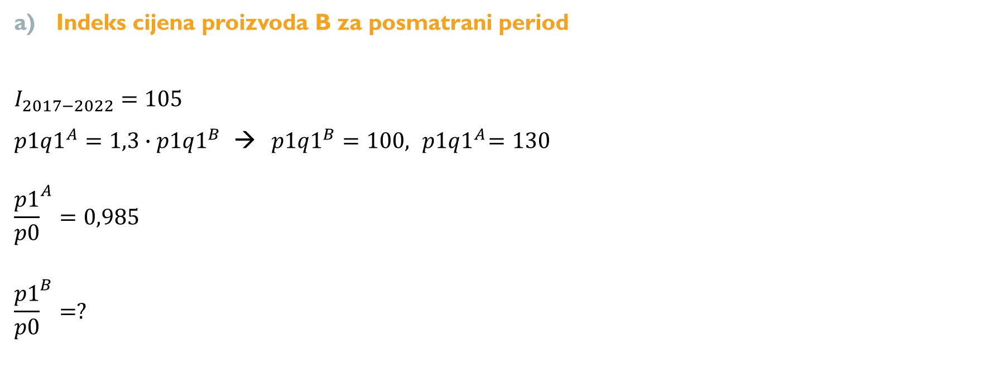 a) Indeks cijena proizvoda B za posmatrani period
I2017−2022 = 105
p1q1^A = 1,3 · p1q1^B → p1q1^B = 100, p1q1^A = 130
p1^A/p0 = 0,985
p1^B/p0 =?